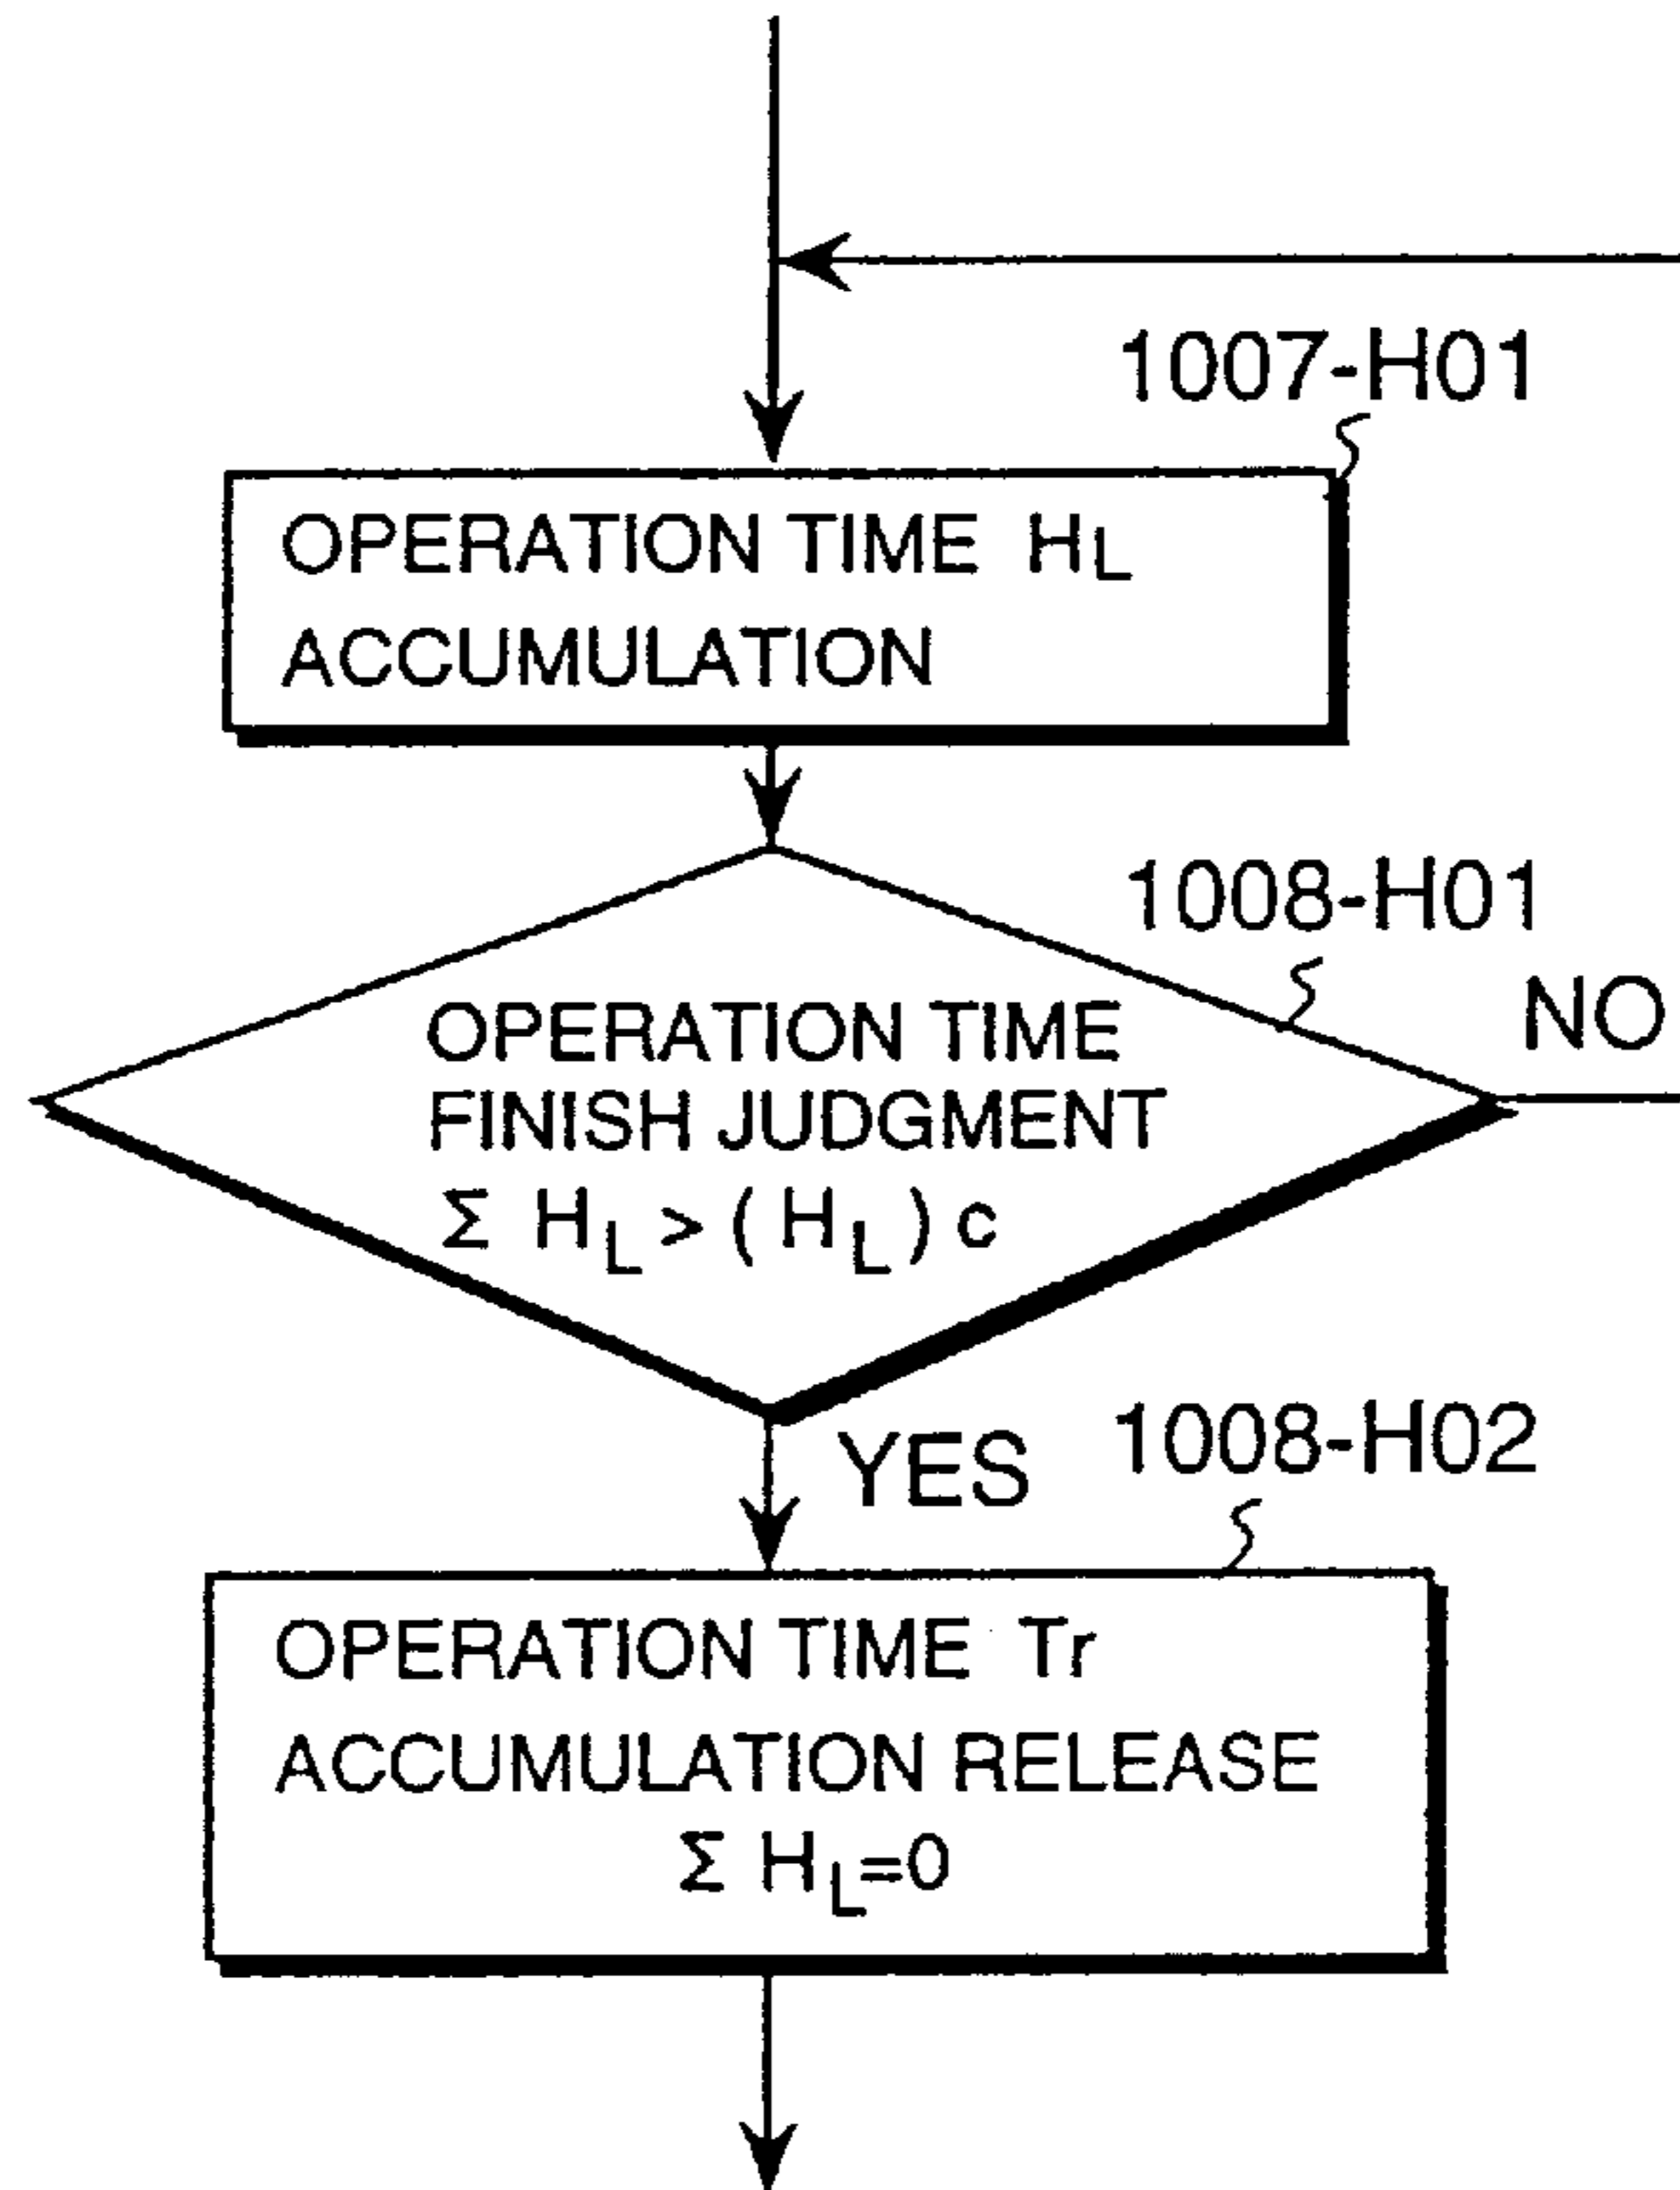 1007-H01
OPERATION TIME HL
ACCUMULATION
1008-H01
OPERATION TIME
FINISH JUDGMENT
Σ HL > (HL) c
NO
YES
1008-H02
OPERATION TIME Tr
ACCUMULATION RELEASE
Σ HL=0